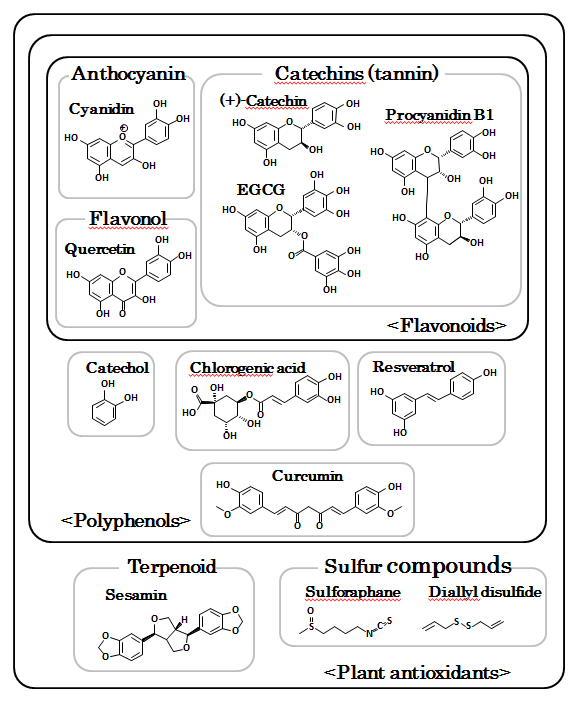 Anthocyanin
Cyanidin
Catechins (tannin)
(+)-Catechin
Procyanidin B1
EGCG
Flavonol
Quercetin
<Flavonoids>
Catechol
Chlorogenic acid
Resveratrol
Curcumin
<Polyphenols>
Terpenoid
Sesamin
Sulfur compounds
Sulforaphane
Diallyl disulfide
<Plant antioxidants>